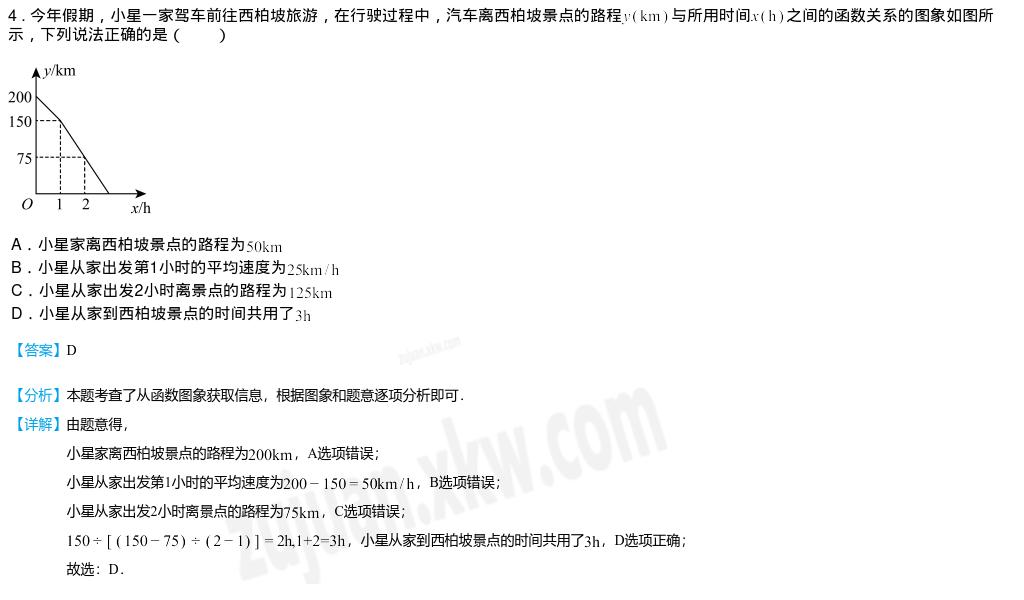 4．今年假期，小星一家驾车前往西柏坡旅游，在行驶过程中，汽车离西柏坡景点的路程y(km)与所用时间x(h)之间的函数关系的图象如图所
示，下列说法正确的是（　　）
y/km
200
150
75
O 1 2 x/h
A．小星家离西柏坡景点的路程为50km
B．小星从家出发第1小时的平均速度为25km/h
C．小星从家出发2小时离景点的路程为125km
D．小星从家到西柏坡景点的时间共用了3h
【答案】D
zujuan.xkw.com
【分析】本题考查了从函数图象获取信息，根据图象和题意逐项分析即可．
【详解】由题意得，
小星家离西柏坡景点的路程为200km，A选项错误；
小星从家出发第1小时的平均速度为200－150＝50km/h，B选项错误；
小星从家出发2小时离景点的路程为75km，C选项错误；
150÷[(150－75)÷(2－1)]＝2h,1+2=3h，小星从家到西柏坡景点的时间共用了3h，D选项正确；
故选：D．
zujuan.xkw.com